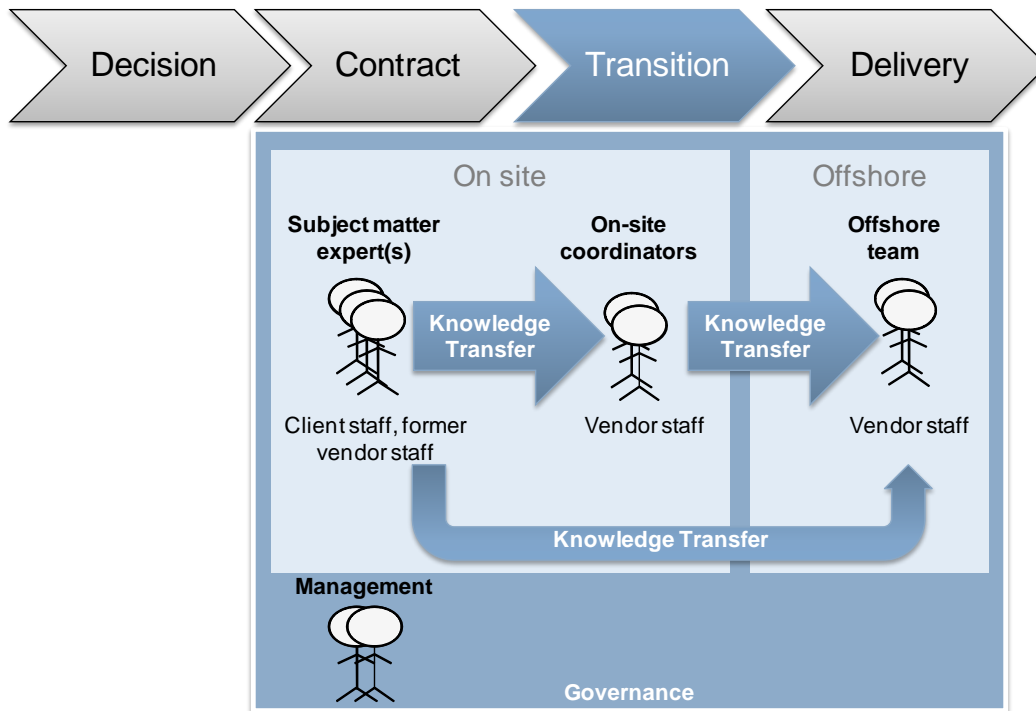 Decision
Contract
Transition
Delivery
On site
Offshore
Subject matter
expert(s)
On-site
coordinators
Offshore
team
Knowledge
Transfer
Knowledge
Transfer
Client staff, former
vendor staff
Vendor staff
Vendor staff
Knowledge Transfer
Management
Governance